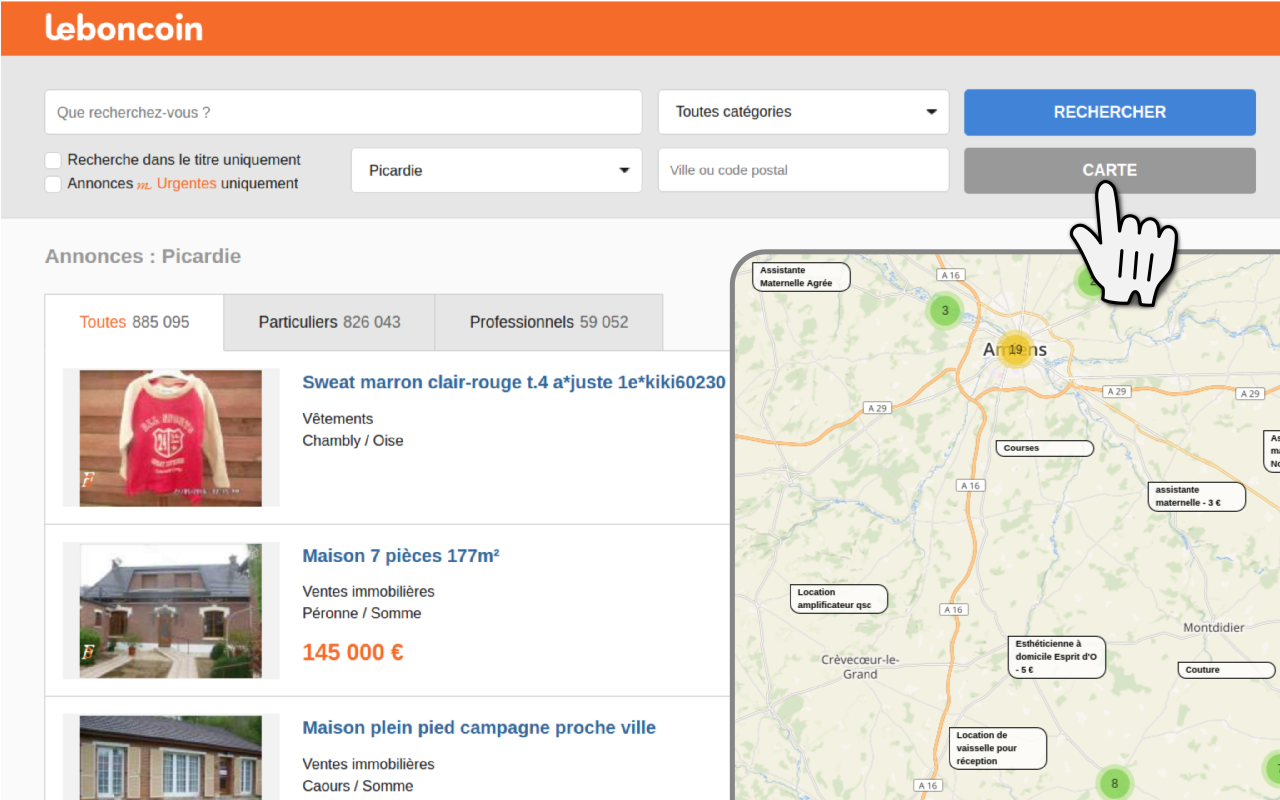 leboncoin
Que recherchez-vous ?
Toutes catégories
RECHERCHER
Recherche dans le titre uniquement
Annonces Urgentes uniquement
Picardie
Ville ou code postal
CARTE
Annonces : Picardie
Toutes 885 095
Particuliers 826 043
Professionnels 59 052
Sweat marron clair-rouge t.4 a*juste 1e*kiki60230
Vêtements
Chambly / Oise
Maison 7 pièces 177m²
Ventes immobilières
Péronne / Somme
145 000 €
Maison plein pied campagne proche ville
Ventes immobilières
Caours / Somme
Assistante
Maternelle Agrée
A 16
3
19
A 29
A 29
A 29
Courses
A 16
assistante
maternelle - 3 €
Location
amplificateur qsc
A 16
Montdidier
Esthéticienne à
domicile Esprit d'O
- 5 €
Crèvecœur-le-
Grand
Couture
Location de
vaisselle pour
réception
8
A 16